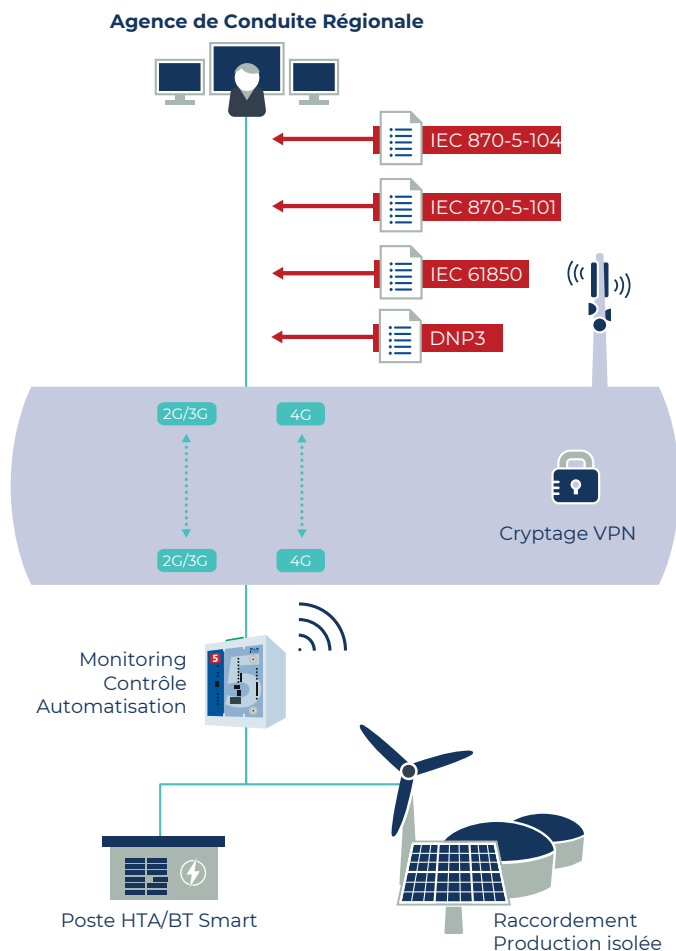 Agence de Conduite Régionale
IEC 870-5-104
IEC 870-5-101
IEC 61850
DNP3
2G/3G
4G
Cryptage VPN
2G/3G
4G
5
Monitoring
Contrôle
Automatisation
Poste HTA/BT Smart
Raccordement
Production isolée